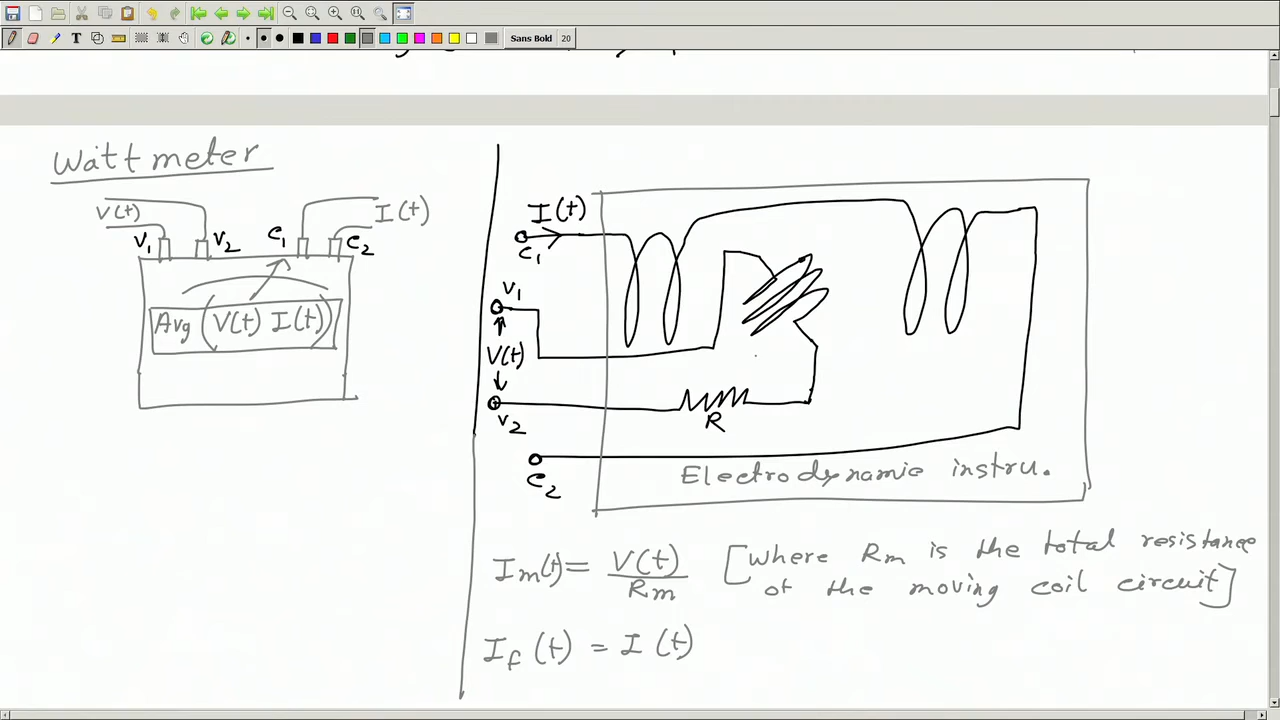 Sans Bold 20
Wattmeter
V(t)
I(t)
V1 V2 C1 C2
Avg (V(t) I(t))
I(t)
C1
V1
V(t)
V2
R
C2
Electrodynamic instru.
Im(t) = V(t)/Rm [where Rm is the total resistance
of the moving coil circuit]
If(t) = I(t)